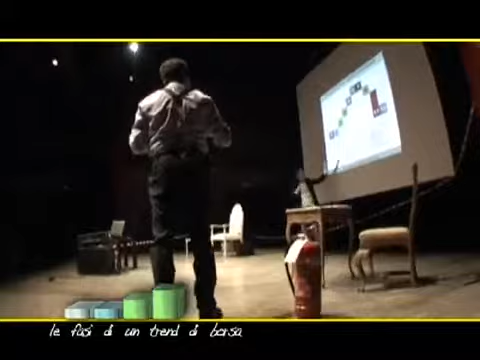 le fasi di un trend di borsa